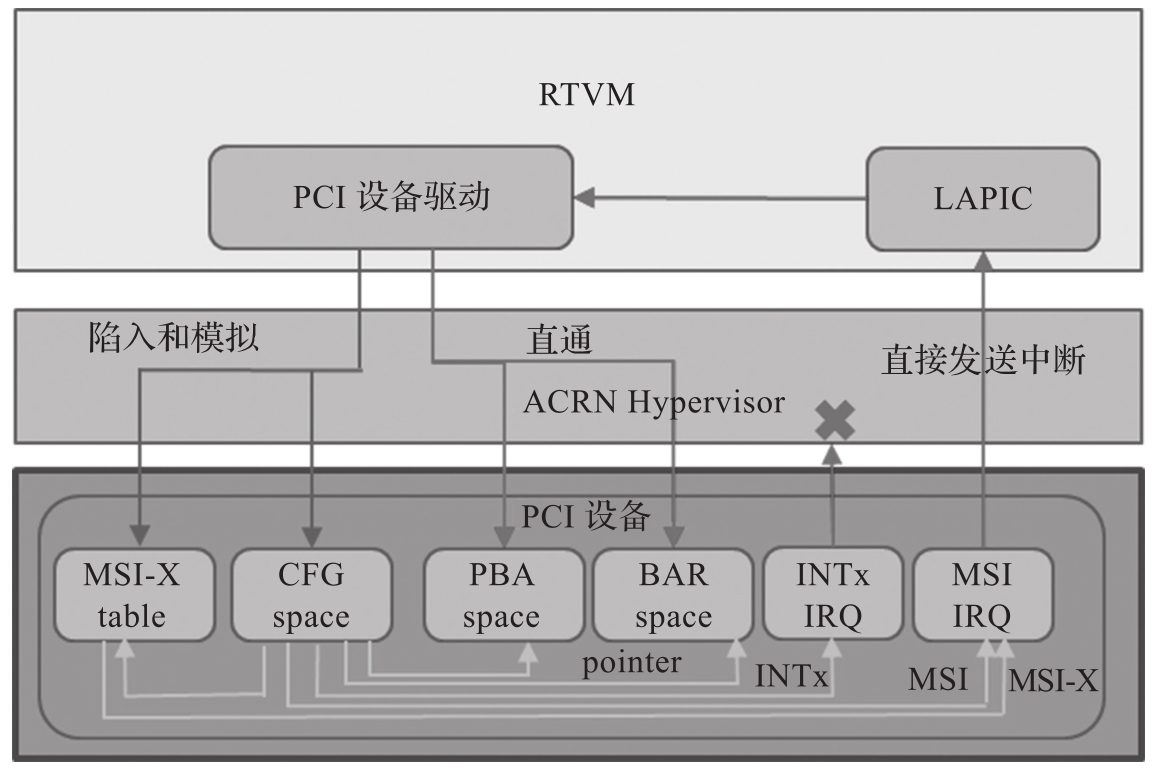 RTVM
PCI 设备驱动
LAPIC
陷入和模拟
直通
直接发送中断
ACRN Hypervisor
PCI 设备
MSI-X
table
CFG
space
PBA
space
BAR
space
INTx
IRQ
MSI
IRQ
pointer
INTx
MSI
MSI-X